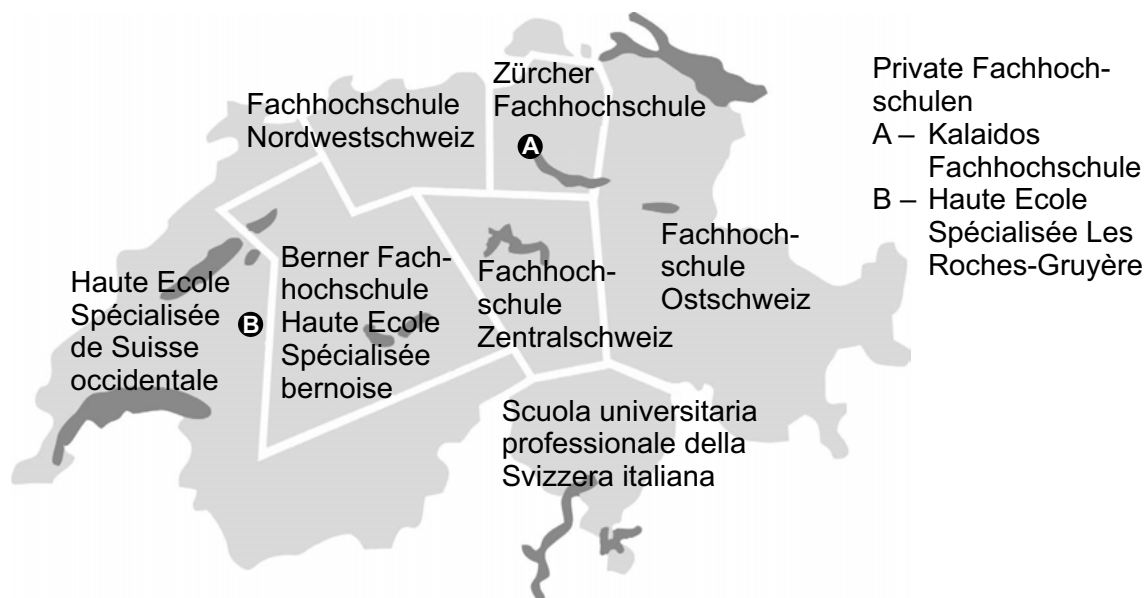 Zürcher
Fachhochschule
Fachhochschule
Nordwestschweiz
A
Fachhoch-
schule
Ostschweiz
Fachhoch-
schule
Zentralschweiz
Berner Fach-
hochschule
Haute Ecole
Spécialisée
bernoise
Haute Ecole
Spécialisée
de Suisse
occidentale
B
Scuola universitaria
professionale della
Svizzera italiana
Private Fachhoch-
schulen
A – Kalaidos
Fachhochschule
B – Haute Ecole
Spécialisée Les
Roches-Gruyère